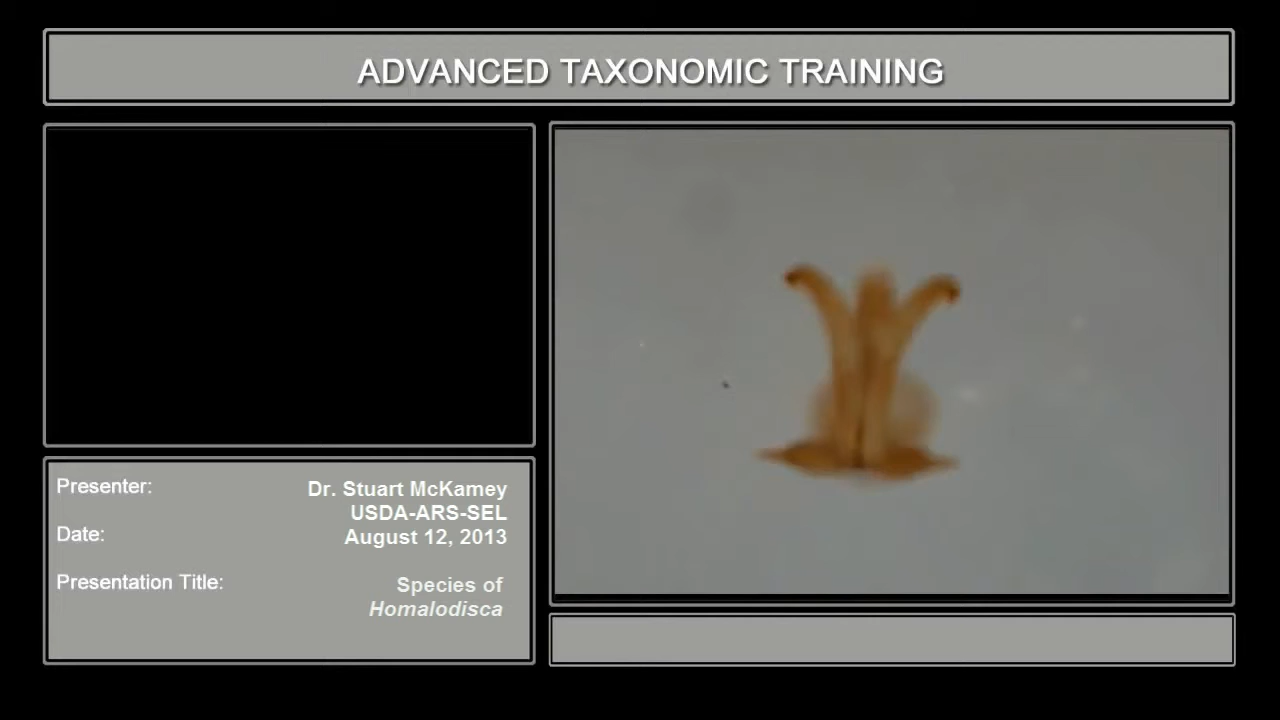 ADVANCED TAXONOMIC TRAINING
Presenter: Dr. Stuart McKamey
USDA-ARS-SEL
Date: August 12, 2013
Presentation Title: Species of
Homalodisca